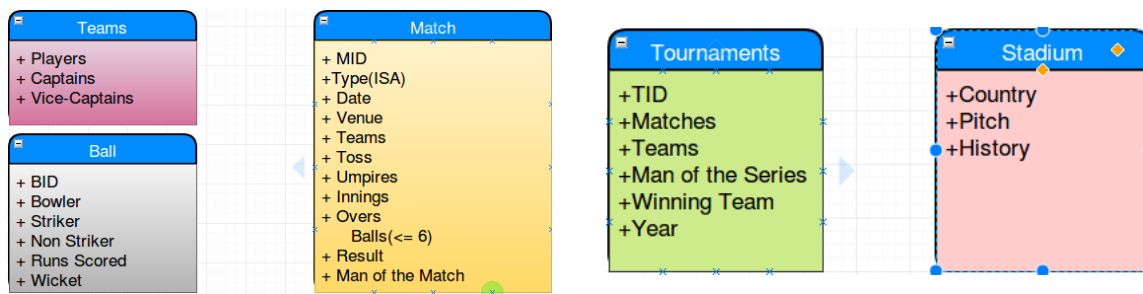 Teams
+ Players
+ Captains
+ Vice-Captains
Ball
+ BID
+ Bowler
+ Striker
+ Non Striker
+ Runs Scored
+ Wicket
Match
+ MID
+Type(ISA)
+ Date
+ Venue
+ Teams
+ Toss
+ Umpires
+ Innings
+ Overs
Balls(<= 6)
+ Result
+ Man of the Match
Tournaments
+TID
+Matches
+Teams
+Man of the Series
+Winning Team
+Year
Stadium
+Country
+Pitch
+History